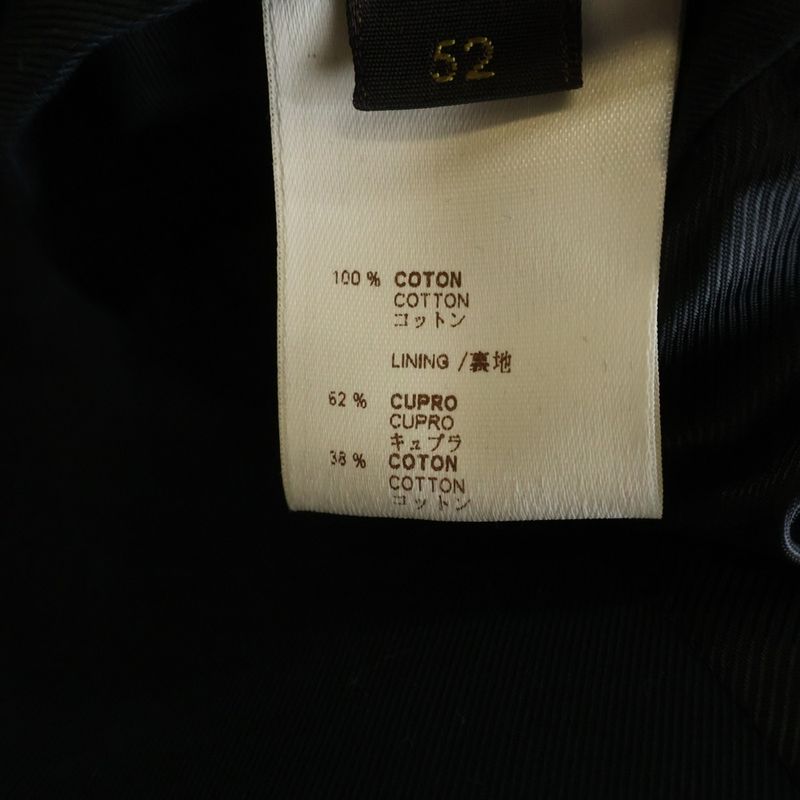 52
100 % COTON
COTTON
コットン
LINING /裏地
62 % CUPRO
CUPRO
キュプラ
38 % COTON
COTTON
コットン